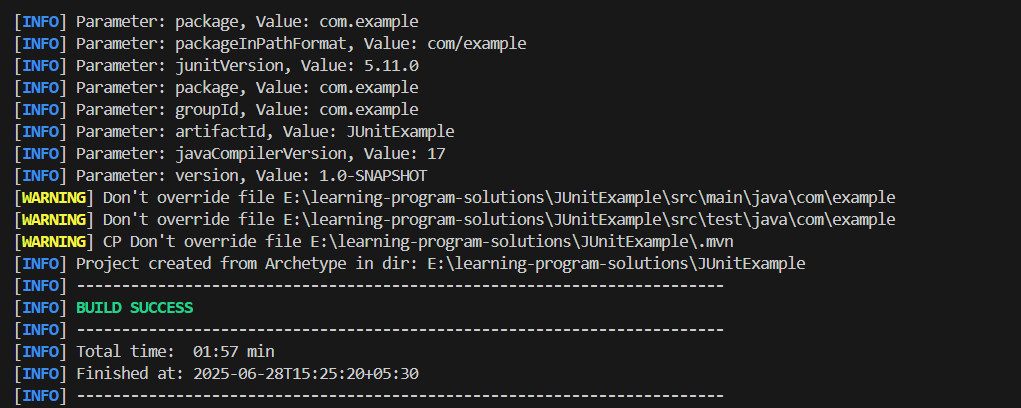 [INFO] Parameter: package, Value: com.example
[INFO] Parameter: packageInPathFormat, Value: com/example
[INFO] Parameter: junitVersion, Value: 5.11.0
[INFO] Parameter: package, Value: com.example
[INFO] Parameter: groupId, Value: com.example
[INFO] Parameter: artifactId, Value: JUnitExample
[INFO] Parameter: javaCompilerVersion, Value: 17
[INFO] Parameter: version, Value: 1.0-SNAPSHOT
[WARNING] Don't override file E:\learning-program-solutions\JUnitExample\src\main\java\com\example
[WARNING] Don't override file E:\learning-program-solutions\JUnitExample\src\test\java\com\example
[WARNING] CP Don't override file E:\learning-program-solutions\JUnitExample\.mvn
[INFO] Project created from Archetype in dir: E:\learning-program-solutions\JUnitExample
[INFO] ------------------------------------------------------------------------
[INFO] BUILD SUCCESS
[INFO] ------------------------------------------------------------------------
[INFO] Total time:  01:57 min
[INFO] Finished at: 2025-06-28T15:25:20+05:30
[INFO] ------------------------------------------------------------------------